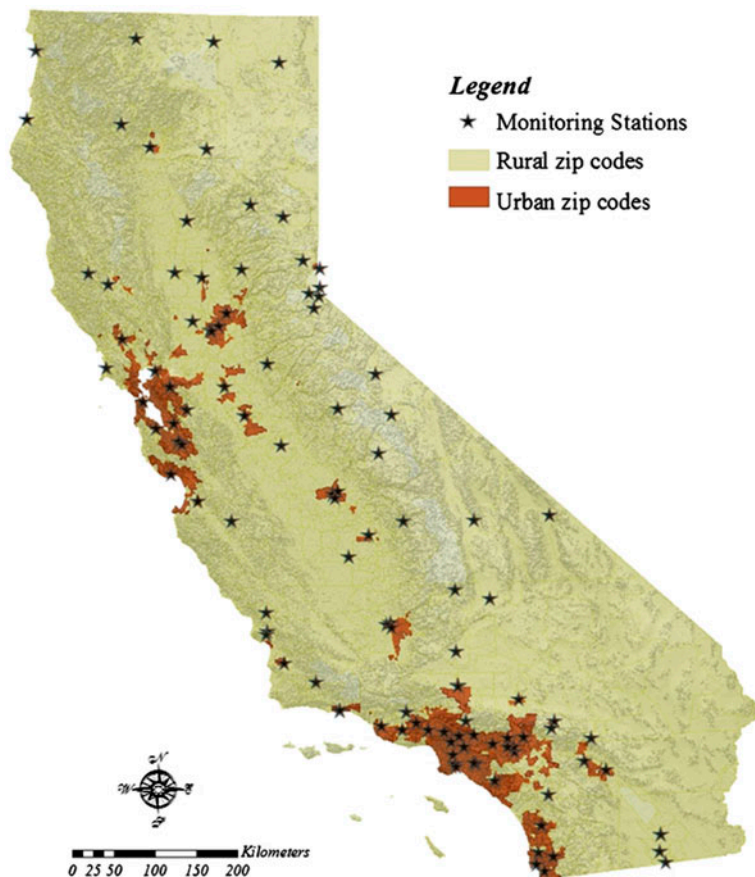 Legend
Monitoring Stations
Rural zip codes
Urban zip codes
N
W E
S
Kilometers
0 25 50 100 150 200